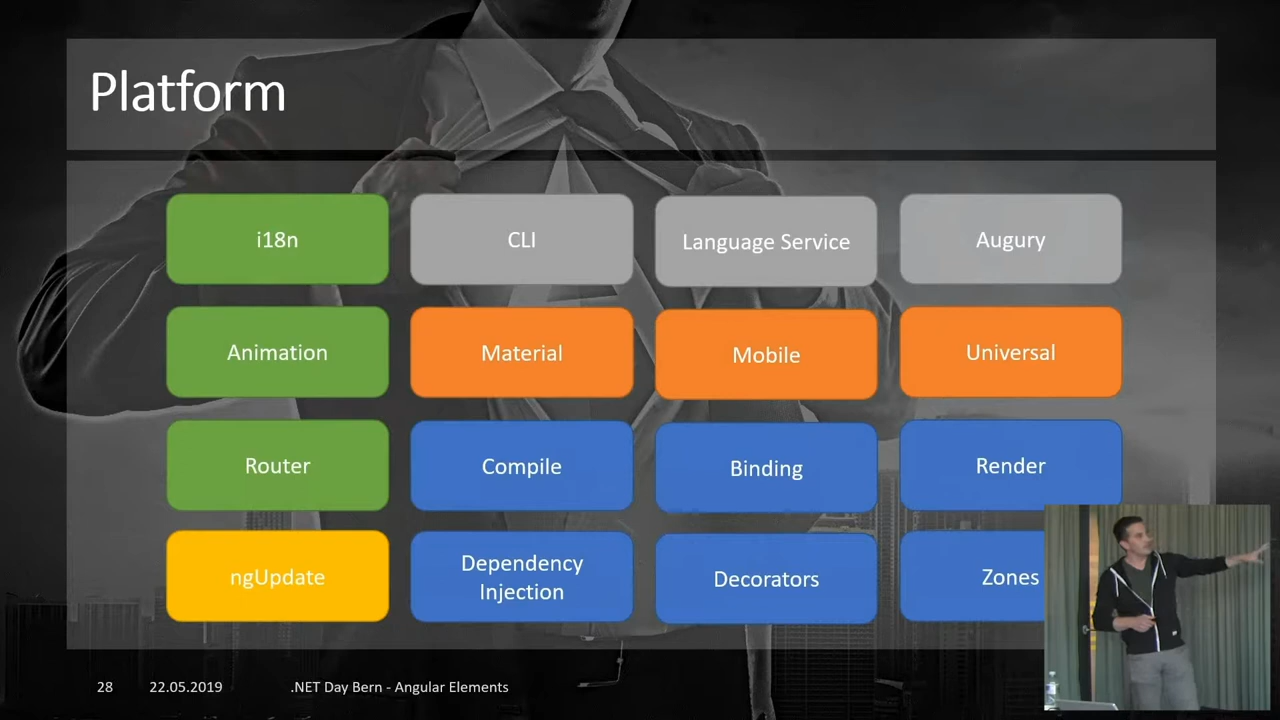 Platform
i18n
CLI
Language Service
Augury
Animation
Material
Mobile
Universal
Router
Compile
Binding
Render
ngUpdate
Dependency
Injection
Decorators
Zones
28
22.05.2019
.NET Day Bern - Angular Elements